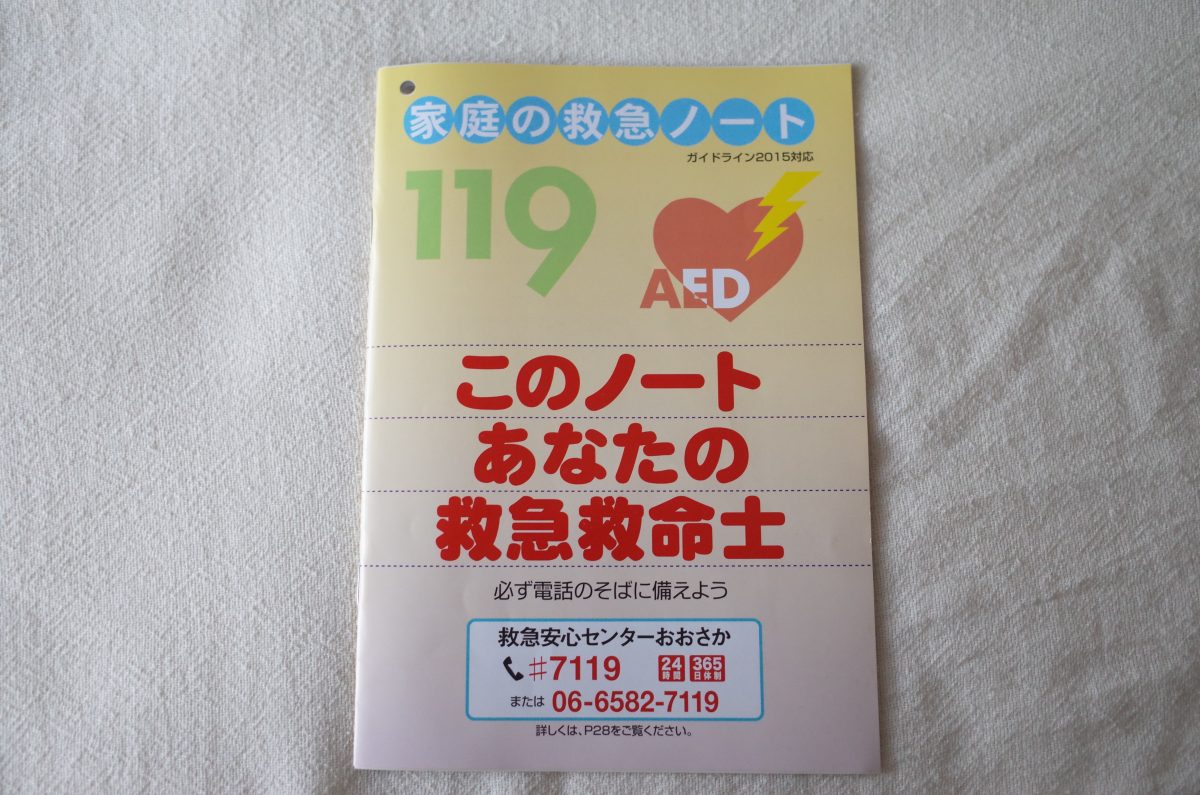 家庭の救急ノート
ガイドライン2015対応
119
AED
このノート
あなたの
救急救命士
必ず電話のそばに備えよう
救急安心センターおおさか
#7119 24時間 365日体制
または 06-6582-7119
詳しくは、P28をご覧ください。